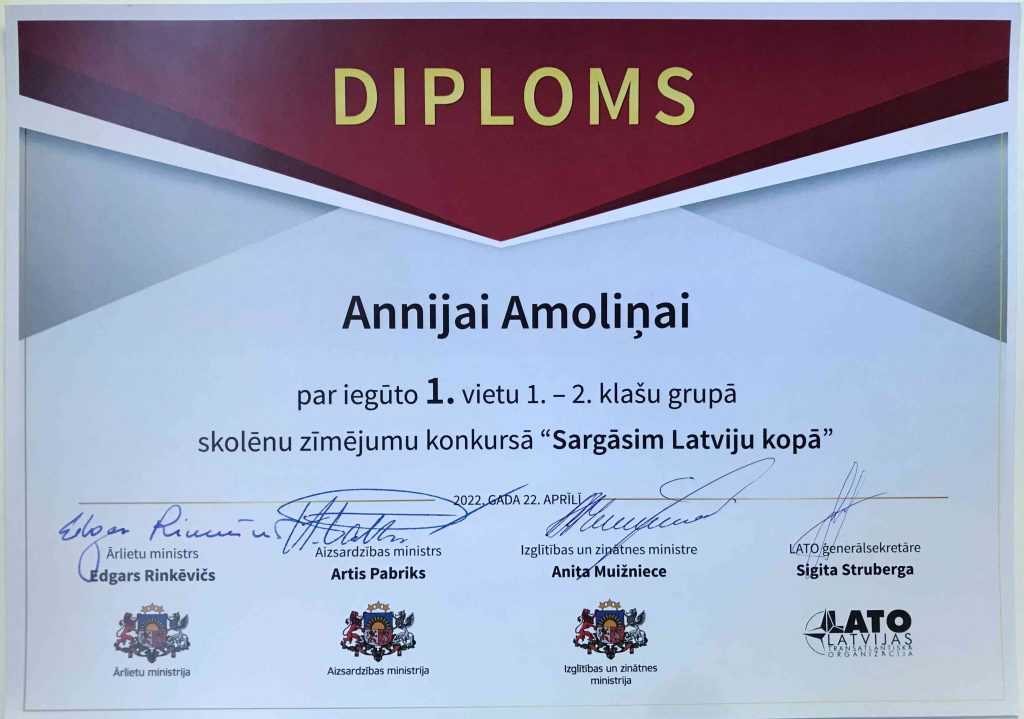 DIPLOMS
Annijai Amoliņai
par iegūto 1. vietu 1. – 2. klašu grupā
skolēnu zīmējumu konkursā “Sargāsim Latviju kopā”
2022. GADA 22. APRĪLĪ
Ārlietu ministrs
Edgars Rinkēvičs
Aizsardzības ministrs
Artis Pabriks
Izglītības un zinātnes ministre
Anita Muižniece
LATO ģenerālsekretāre
Sigita Struberga
Ārlietu ministrija
Aizsardzības ministrija
Izglītības un zinātnes
ministrija
LATO
LATVIJAS
TRANSATLANTISKĀ
ORGANIZĀCIJA